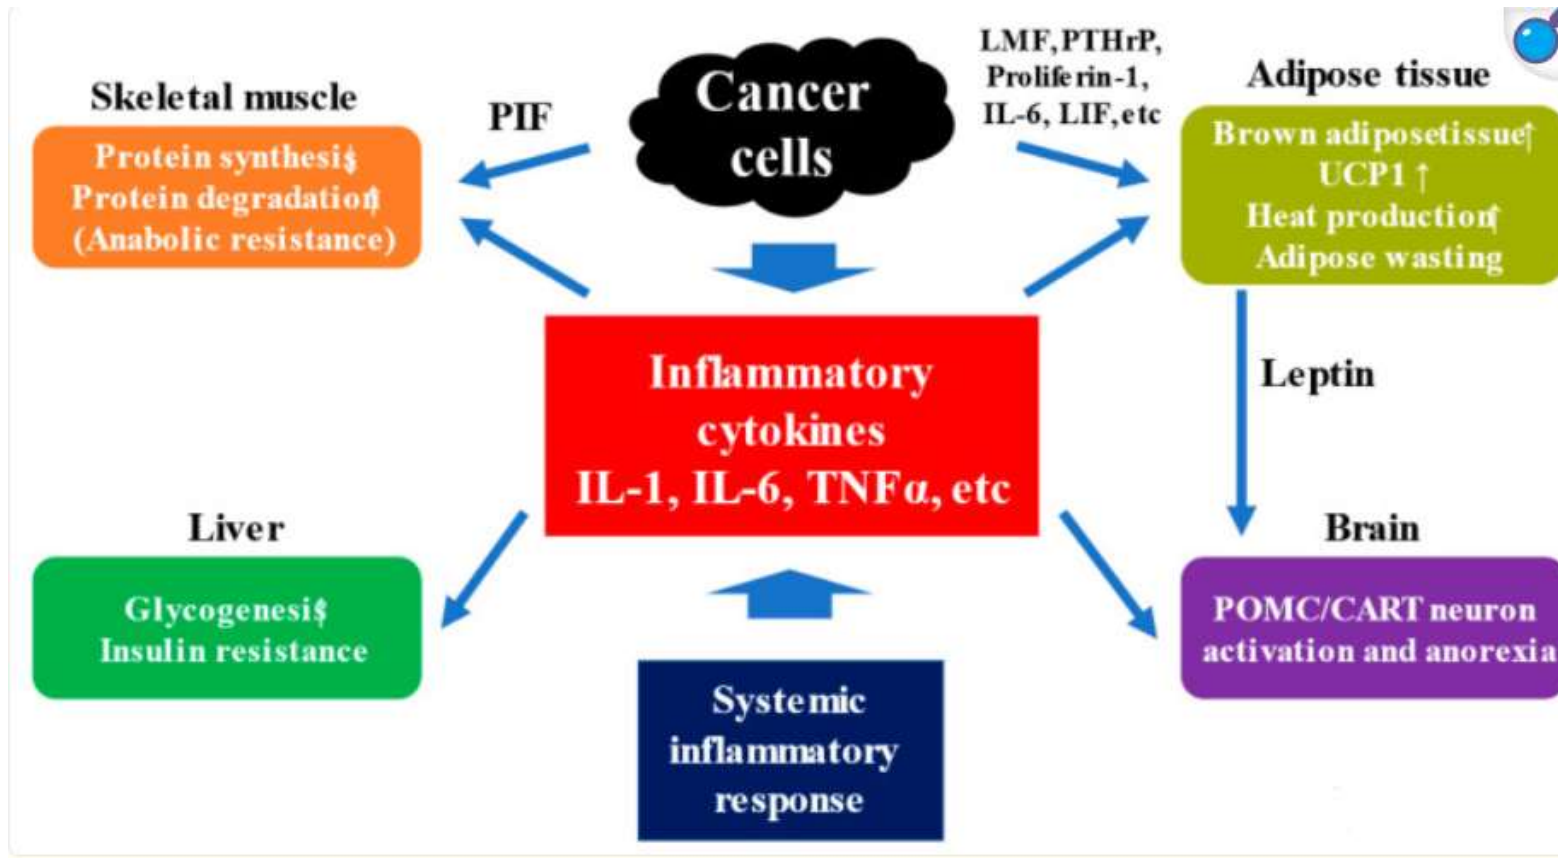 Skeletal muscle
Protein synthesis↓
Protein degradation↑
(Anabolic resistance)
PIF
Cancer
cells
LMF, PTHrP,
Proliferin-1,
IL-6, LIF, etc
Adipose tissue
Brown adiposetissue↑
UCP1 ↑
Heat production↑
Adipose wasting
Inflammatory
cytokines
IL-1, IL-6, TNFα, etc
Leptin
Liver
Glycogenesis↓
Insulin resistance
Brain
POMC/CART neuron
activation and anorexia
Systemic
inflammatory
response